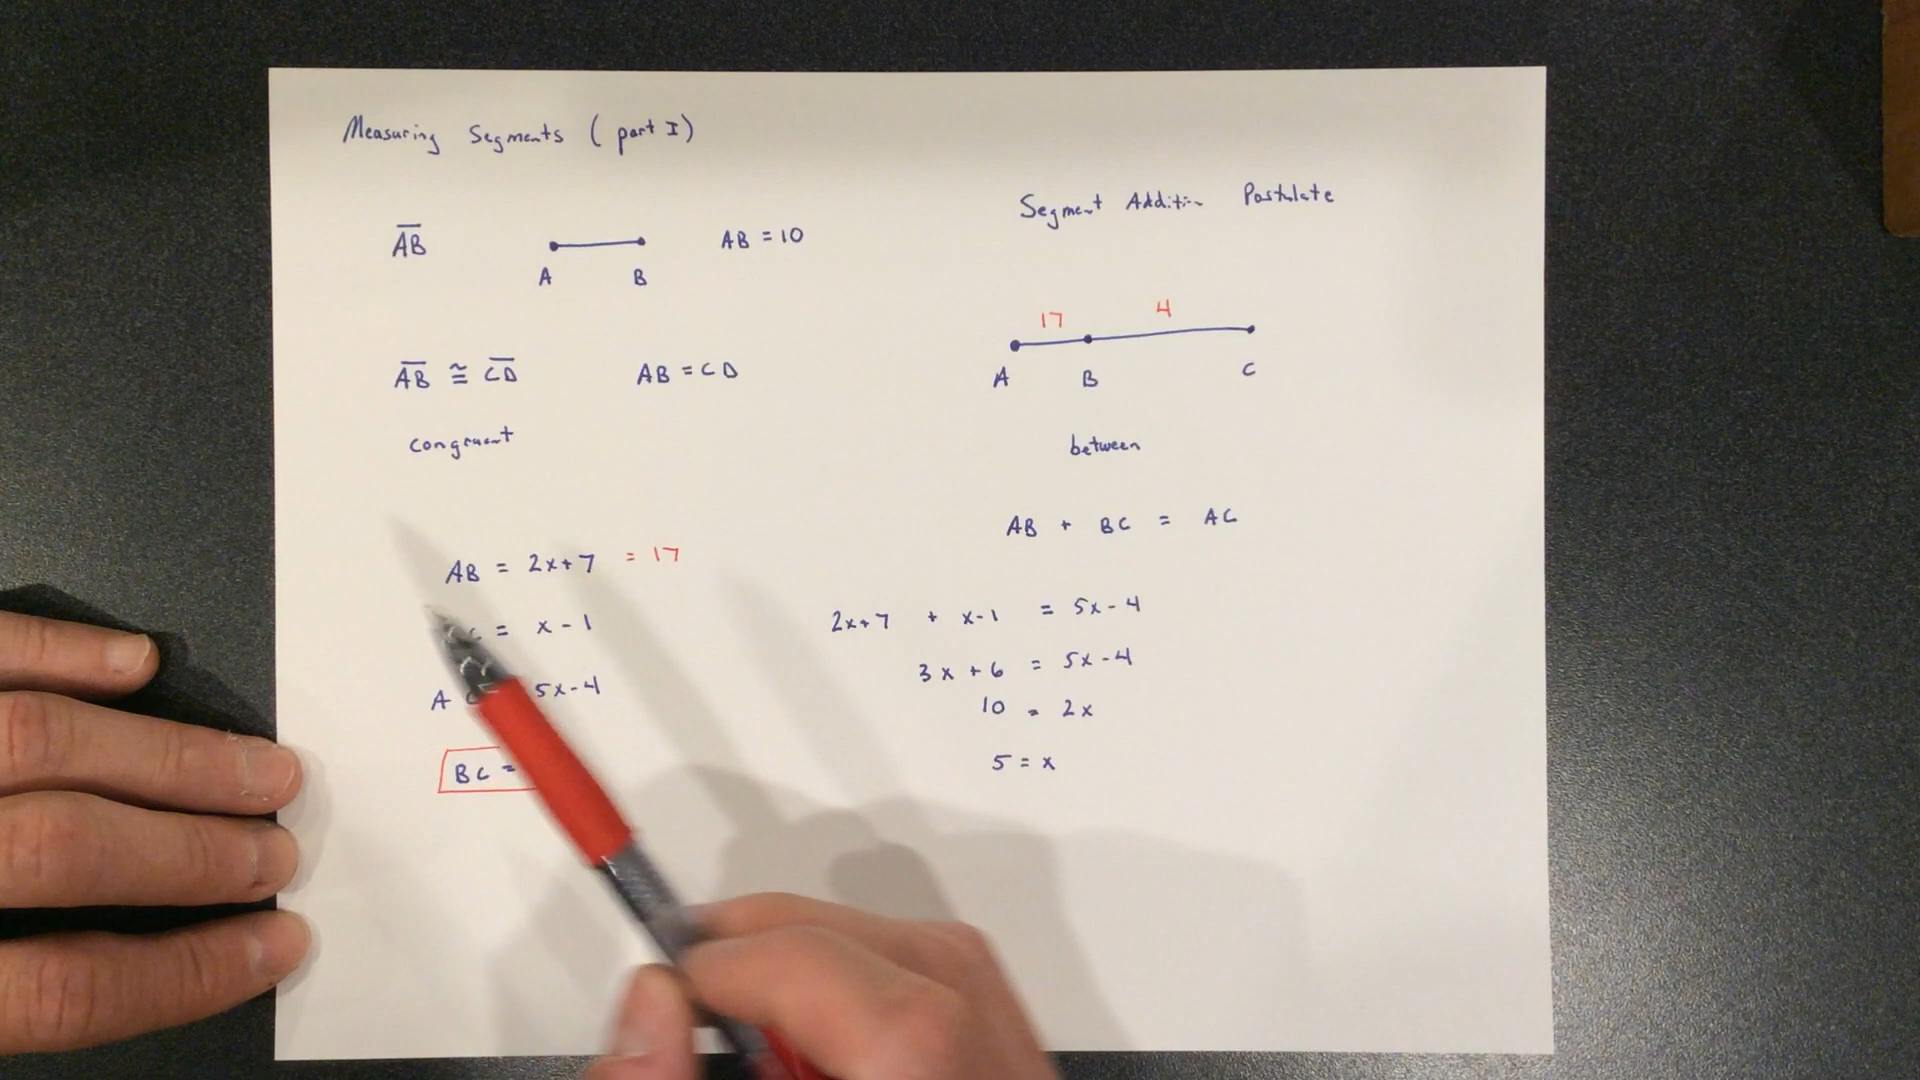 Measuring Segments (part I)
AB AB = 10
A B
AB ≅ CD AB = CD
congruent
AB = 2x+7 = 17
C = x - 1
A C 5x-4
BC =
Segment Addition Postulate
17 4
A B C
between
AB + BC = AC
2x+7 + x-1 = 5x-4
3x + 6 = 5x-4
10 = 2x
5 = x